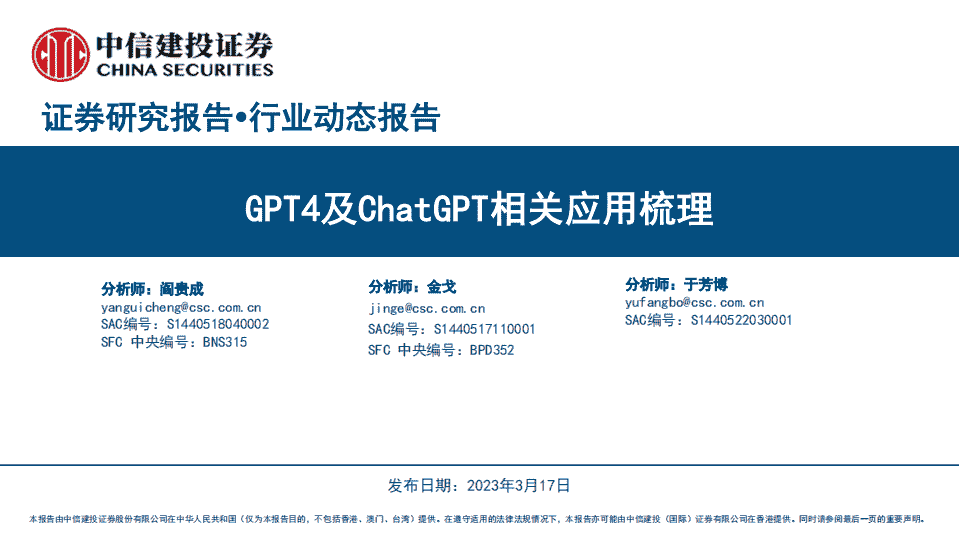 中信建投证券
CHINA SECURITIES
证券研究报告•行业动态报告
GPT4及ChatGPT相关应用梳理
分析师：阎贵成
yanguicheng@csc.com.cn
SAC编号：S1440518040002
SFC 中央编号：BNS315
分析师：金戈
jinge@csc.com.cn
SAC编号：S1440517110001
SFC 中央编号：BPD352
分析师：于芳博
yufangbo@csc.com.cn
SAC编号：S1440522030001
发布日期：2023年3月17日
本报告由中信建投证券股份有限公司在中华人民共和国（仅为本报告目的，不包括香港、澳门、台湾）提供。在遵守适用的法律法规情况下，本报告亦可能由中信建投（国际）证券有限公司在香港提供。同时请参阅最后一页的重要声明。